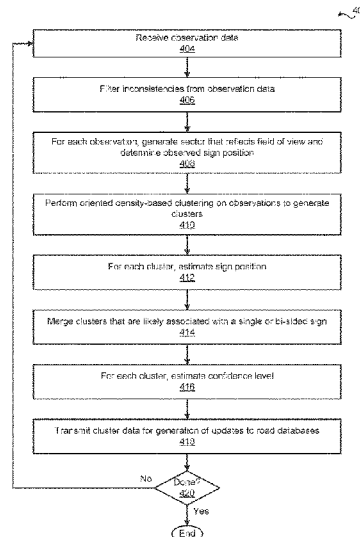 40
Receive observation data
404
Filter inconsistencies from observation data
406
For each observation, generate sector that reflects field of view and
determine observed sign position
408
Perform oriented density-based clustering on observations to generate
clusters
410
For each cluster, estimate sign position
412
Merge clusters that are likely associated with a single or bi-sided sign
414
For each cluster, estimate confidence level
416
Transmit cluster data for generation of updates to road databases
418
No
Done?
420
Yes
End